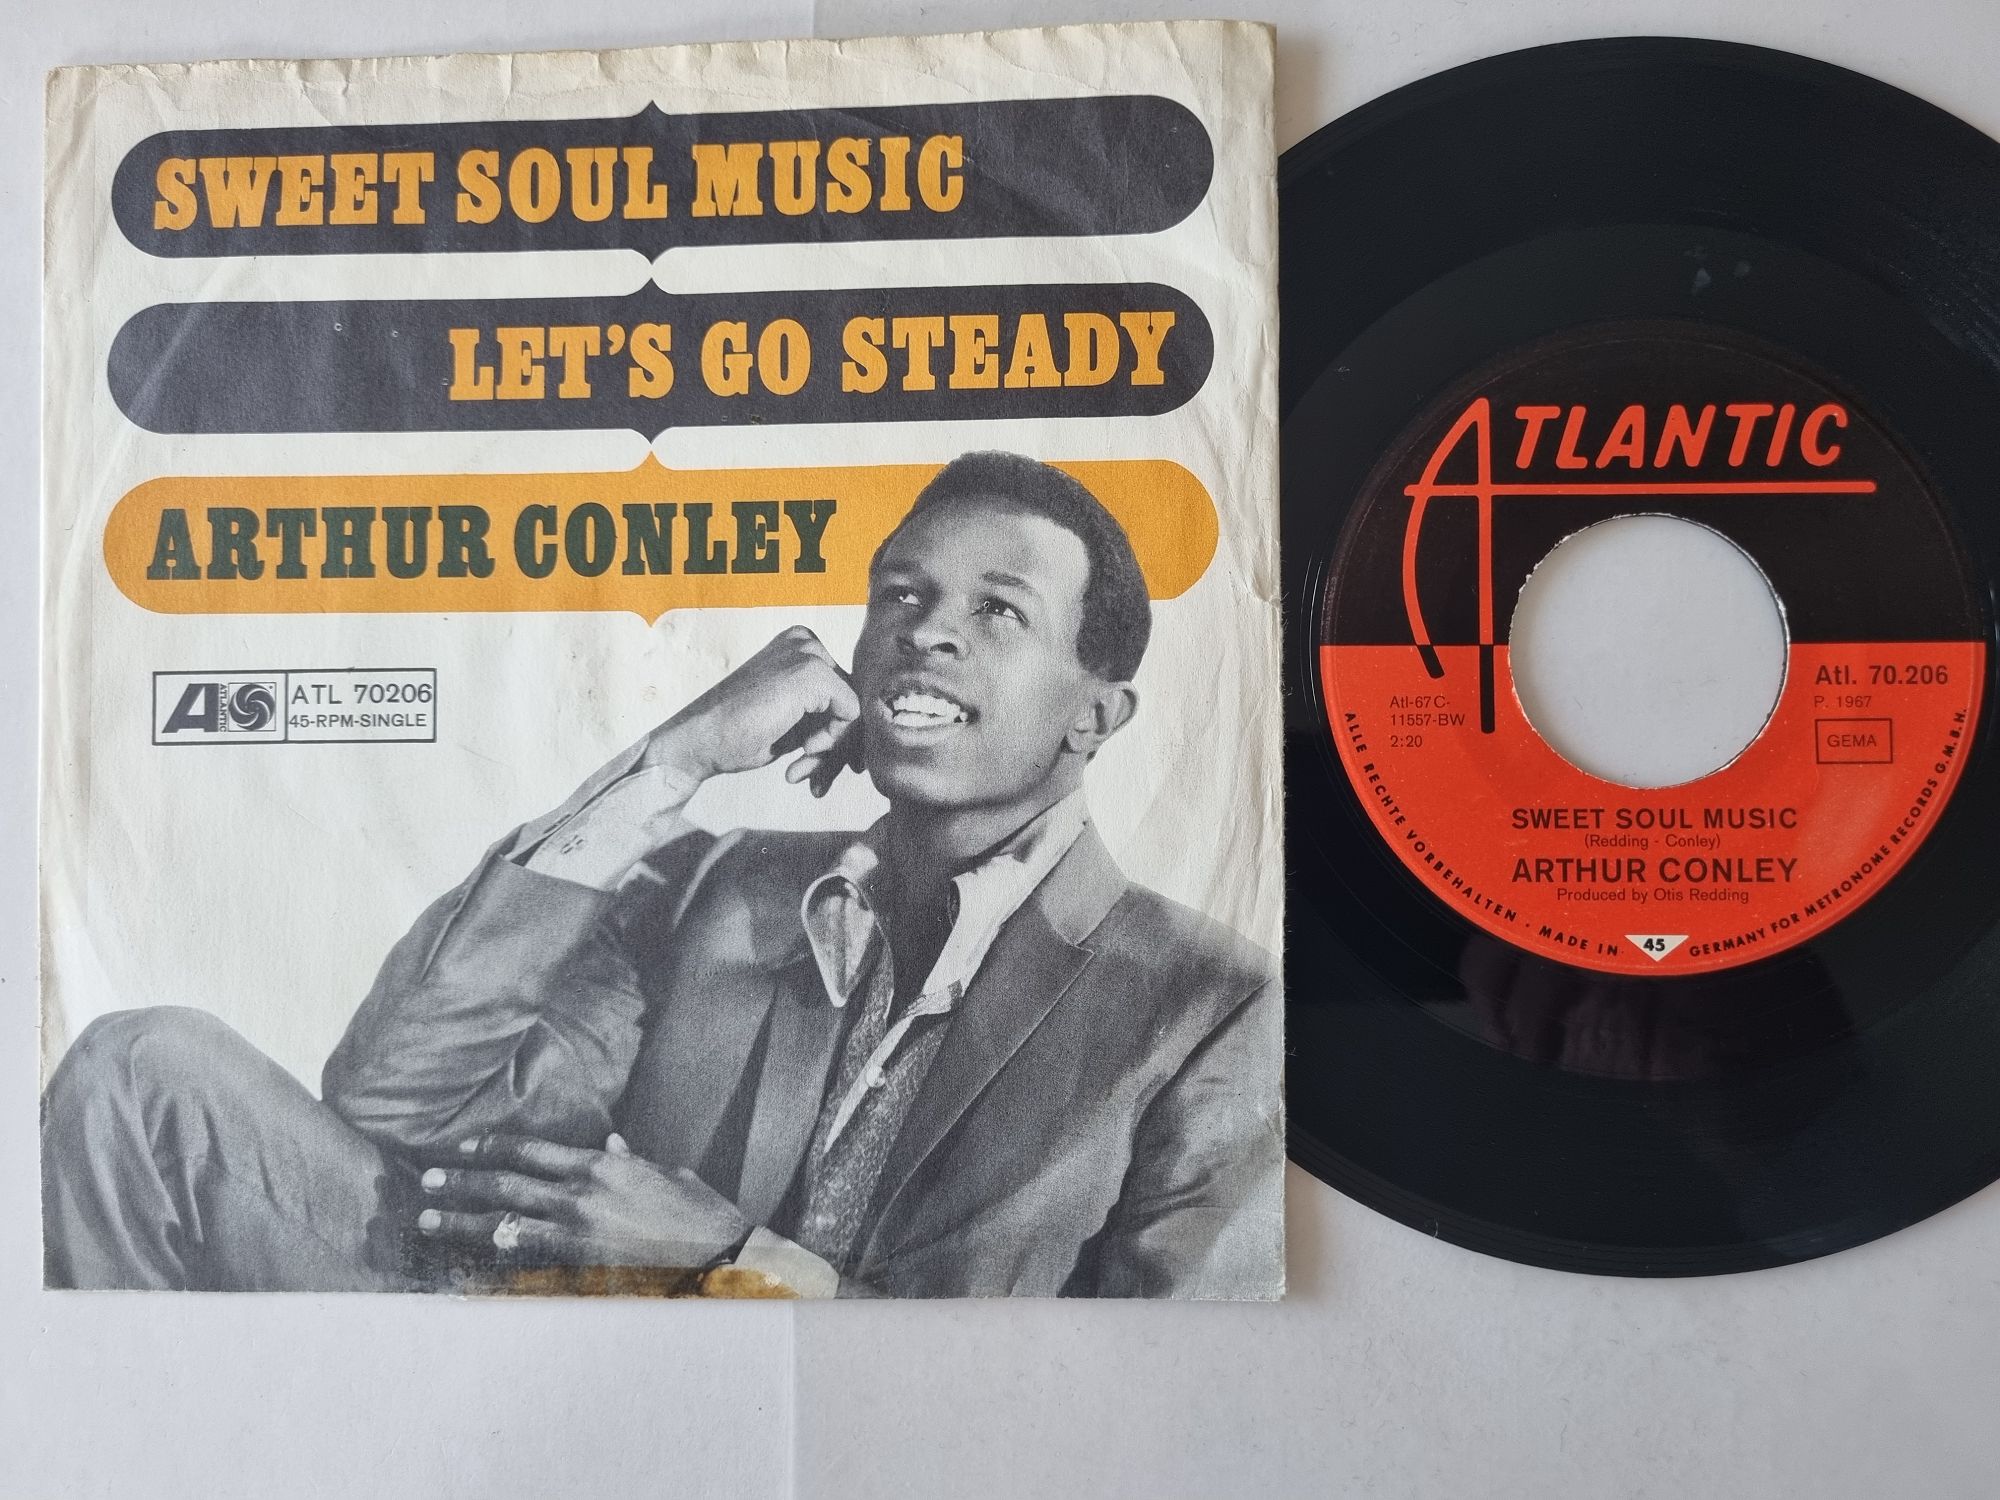 SWEET SOUL MUSIC
LET'S GO STEADY
ARTHUR CONLEY
ATLANTIC
ATL 70206
45-RPM-SINGLE
ATLANTIC
Atl. 70.206
P. 1967
GEMA
Atl-67 C-
11557-BW
2:20
SWEET SOUL MUSIC
(Redding - Conley)
ARTHUR CONLEY
Produced by Otis Redding
ALLE RECHTE VORBEHALTEN · MADE IN · 45 GERMANY FOR METRONOME RECORDS G.M.B.H.